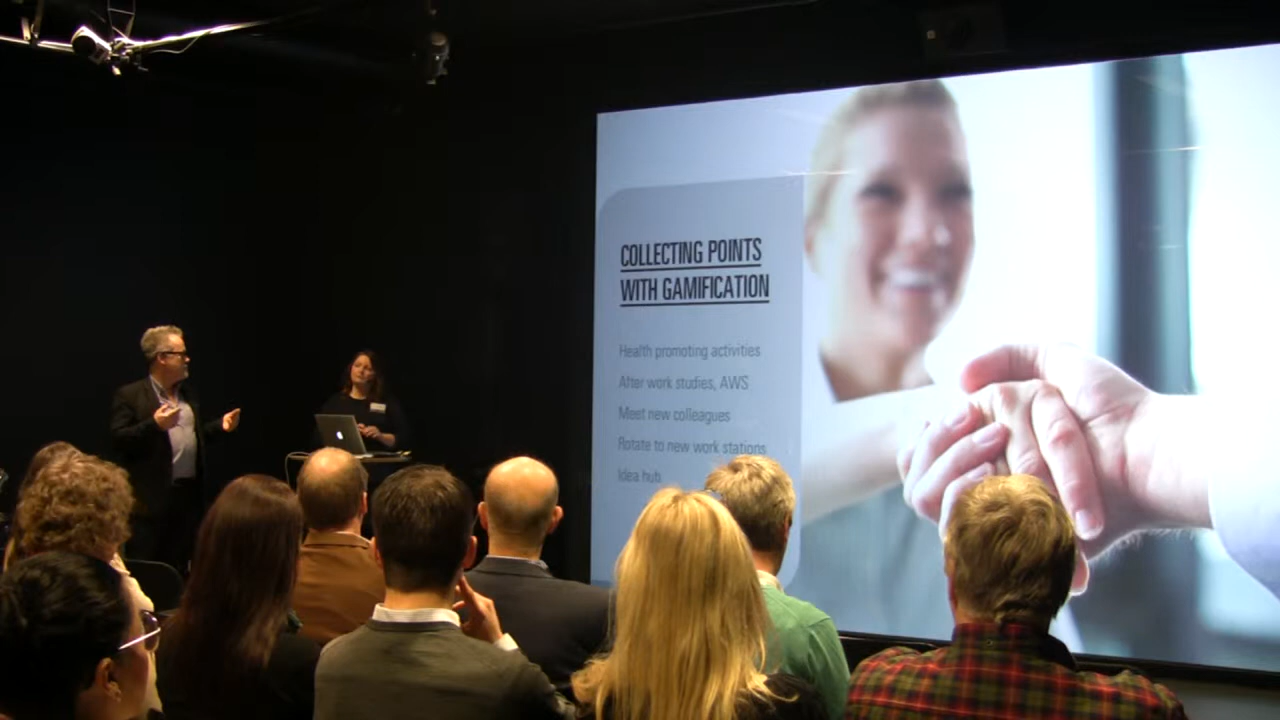 COLLECTING POINTS
WITH GAMIFICATION
Health promoting activities
After work studies, AWS
Meet new colleagues
Rotate to new work stations
Idea hub